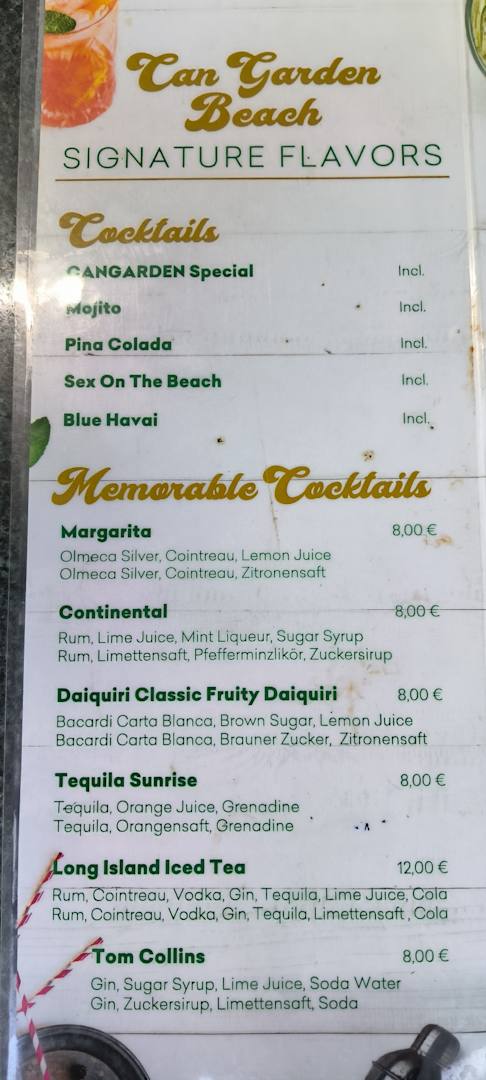 Can Garden
Beach
SIGNATURE FLAVORS
Cocktails
CANGARDEN Special Incl.
Mojito Incl.
Pina Colada Incl.
Sex On The Beach Incl.
Blue Havai Incl.
Memorable Cocktails
Margarita 8,00 €
Olmeca Silver, Cointreau, Lemon Juice
Olmeca Silver, Cointreau, Zitronensaft
Continental 8,00 €
Rum, Lime Juice, Mint Liqueur, Sugar Syrup
Rum, Limettensaft, Pfefferminzlikör, Zuckersirup
Daiquiri Classic Fruity Daiquiri 8,00 €
Bacardi Carta Blanca, Brown Sugar, Lemon Juice
Bacardi Carta Blanca, Brauner Zucker, Zitronensaft
Tequila Sunrise 8,00 €
Tequila, Orange Juice, Grenadine
Tequila, Orangensaft, Grenadine
Long Island Iced Tea 12,00 €
Rum, Cointreau, Vodka, Gin, Tequila, Lime Juice, Cola
Rum, Cointreau, Vodka, Gin, Tequila, Limettensaft , Cola
Tom Collins 8,00 €
Gin, Sugar Syrup, Lime Juice, Soda Water
Gin, Zuckersirup, Limettensaft, Soda